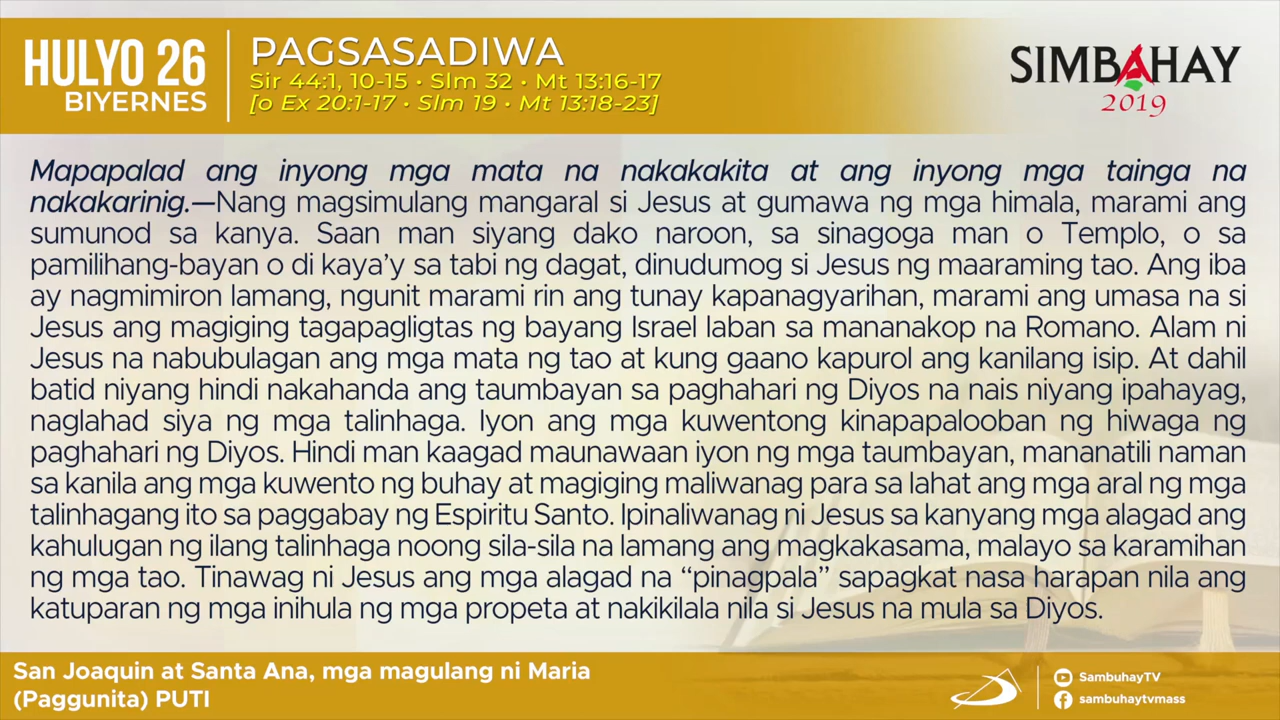 HULYO 26
BIYERNES
PAGSASADIWA
Sir 44:1, 10-15 • Slm 32 • Mt 13:16-17
[o Ex 20:1-17 • Slm 19 • Mt 13:18-23]
SIMBAHAY
2019
Mapapalad ang inyong mga mata na nakakakita at ang inyong mga tainga na
nakakarinig.—Nang magsimulang mangaral si Jesus at gumawa ng mga himala, marami ang
sumunod sa kanya. Saan man siyang dako naroon, sa sinagoga man o Templo, o sa
pamilihang-bayan o di kaya’y sa tabi ng dagat, dinudumog si Jesus ng maaraming tao. Ang iba
ay nagmimiron lamang, ngunit marami rin ang tunay kapanagyarihan, marami ang umasa na si
Jesus ang magiging tagapagligtas ng bayang Israel laban sa mananakop na Romano. Alam ni
Jesus na nabubulagan ang mga mata ng tao at kung gaano kapurol ang kanilang isip. At dahil
batid niyang hindi nakahanda ang taumbayan sa paghahari ng Diyos na nais niyang ipahayag,
naglahad siya ng mga talinhaga. Iyon ang mga kuwentong kinapapalooban ng hiwaga ng
paghahari ng Diyos. Hindi man kaagad maunawaan iyon ng mga taumbayan, mananatili naman
sa kanila ang mga kuwento ng buhay at magiging maliwanag para sa lahat ang mga aral ng mga
talinhagang ito sa paggabay ng Espiritu Santo. Ipinaliwanag ni Jesus sa kanyang mga alagad ang
kahulugan ng ilang talinhaga noong sila-sila na lamang ang magkakasama, malayo sa karamihan
ng mga tao. Tinawag ni Jesus ang mga alagad na “pinagpala” sapagkat nasa harapan nila ang
katuparan ng mga inihula ng mga propeta at nakikilala nila si Jesus na mula sa Diyos.
San Joaquin at Santa Ana, mga magulang ni Maria
(Paggunita) PUTI
SambuhayTV
sambuhaytvmass